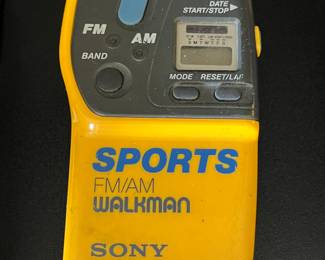 DATE
START/STOP ▶
FM AM
BAND
S M T W T F S
MODE RESET/LAP
SPORTS
FM/AM
WALKMAN
SONY